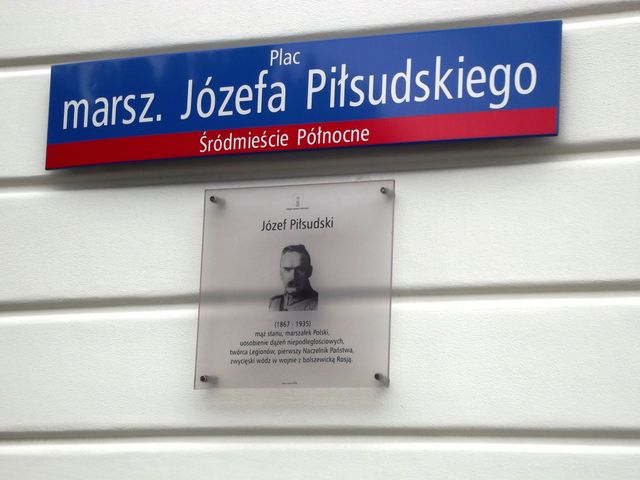 Plac
marsz. Józefa Piłsudskiego
Śródmieście Północne
Józef Piłsudski
(1867 - 1935)
mąż stanu, marszałek Polski,
uosobienie dążeń niepodległościowych,
twórca Legionów, pierwszy Naczelnik Państwa,
zwycięski wódz w wojnie z bolszewicką Rosją.